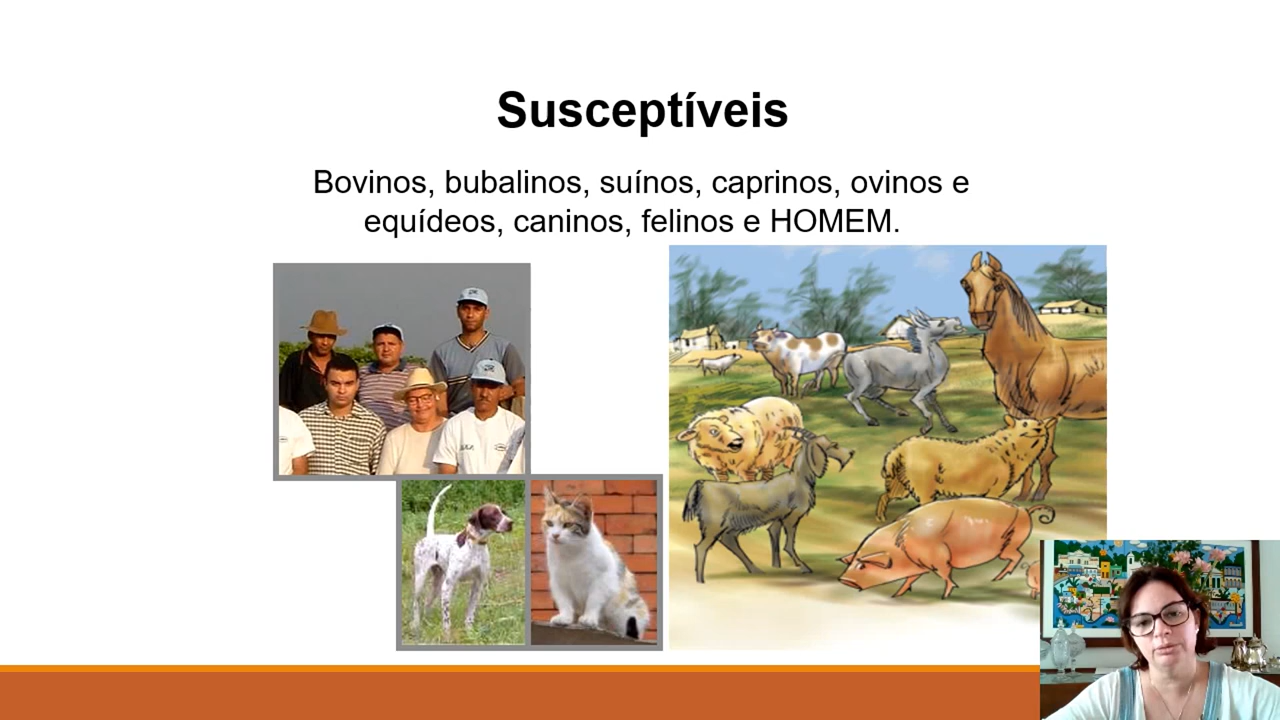 Susceptíveis
Bovinos, bubalinos, suínos, caprinos, ovinos e
equídeos, caninos, felinos e HOMEM.